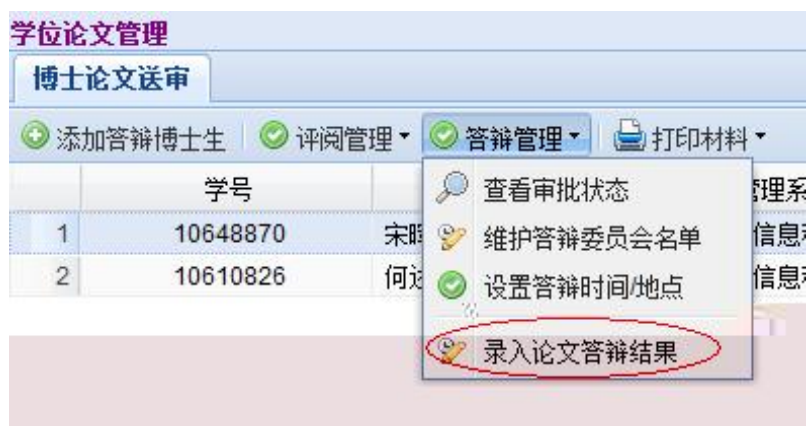 学位论文管理
博士论文送审
添加答辩博士生 评阅管理 答辩管理 打印材料
学号 管理系
1 10648870 宋 信息
2 10610826 何 信息
查看审批状态
维护答辩委员会名单
设置答辩时间/地点
录入论文答辩结果